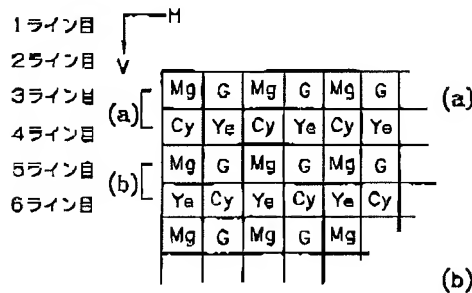 1ライン目
2ライン目
3ライン目
4ライン目
5ライン目
6ライン目
H
V
(a)
(b)
Mg G Mg G Mg G
Cy Ye Cy Ye Cy Ye
Mg G Mg G Mg G
Ye Cy Ye Cy Ye Cy
Mg G Mg G Mg
(a)
(b)